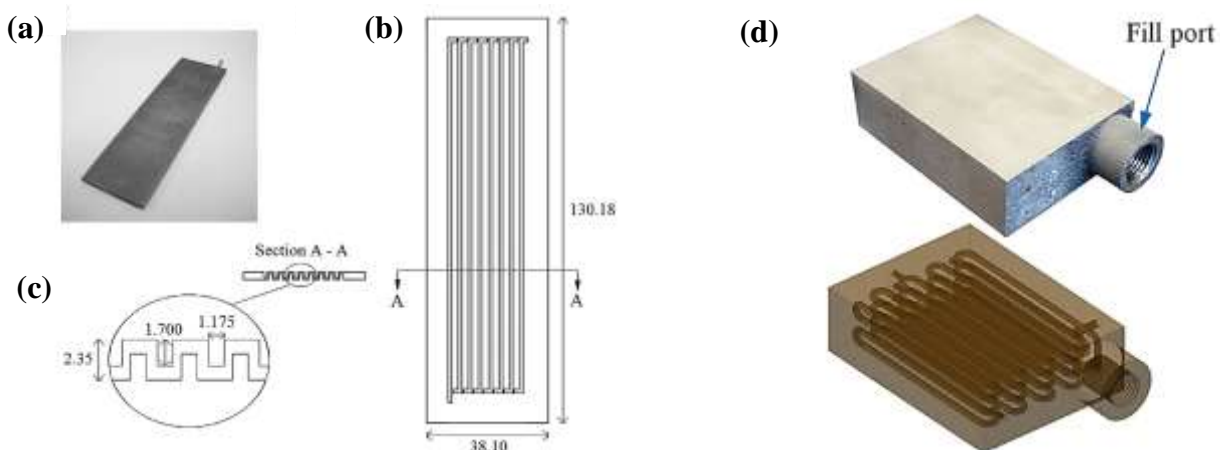 (a)
(b)
130.18
A
A
38.10
Section A - A
(c)
1.700
1.175
2.35
(d)
Fill port